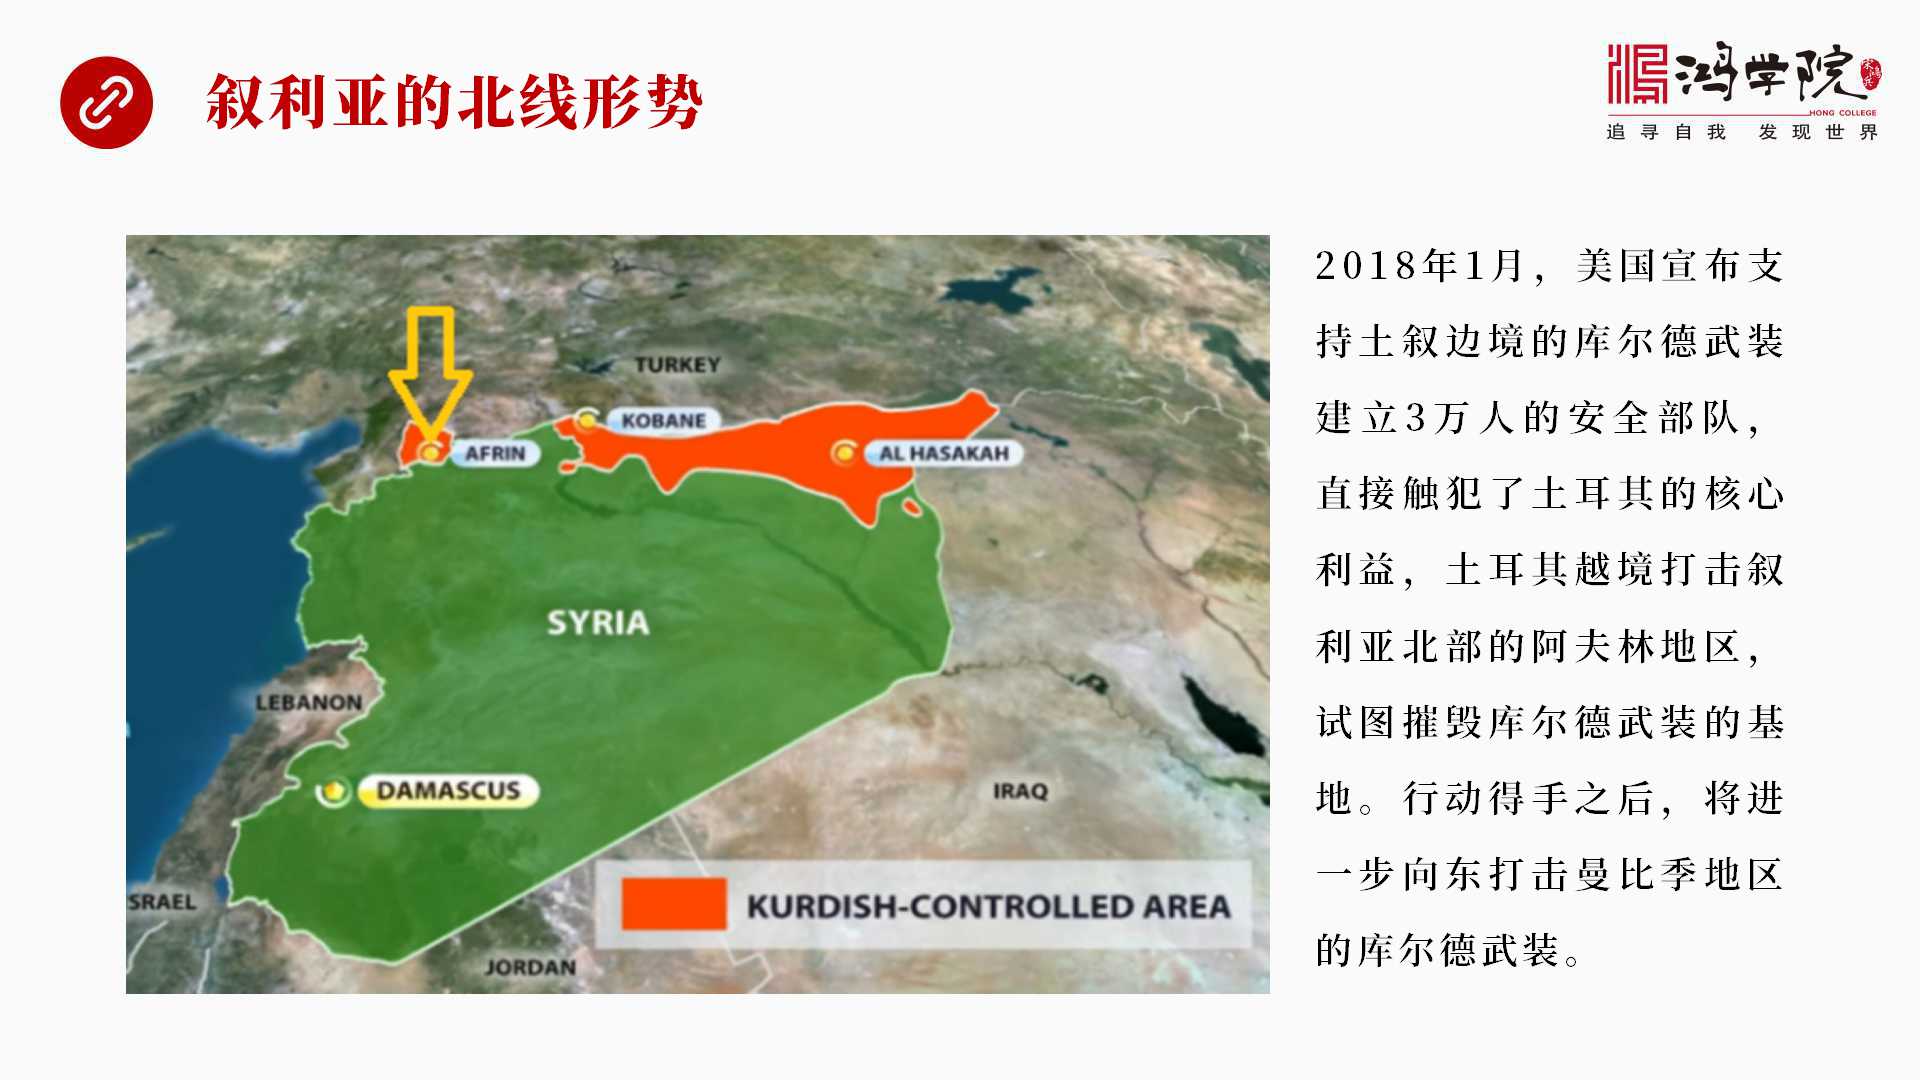 叙利亚的北线形势
鸿学院
宋鸿兵
HONG COLLEGE
追寻自我 发现世界
TURKEY
KOBANE
AFRIN
AL HASAKAH
SYRIA
LEBANON
DAMASCUS
IRAQ
SRAEL
KURDISH-CONTROLLED AREA
JORDAN
2018年1月，美国宣布支
持土叙边境的库尔德武装
建立3万人的安全部队，
直接触犯了土耳其的核心
利益，土耳其越境打击叙
利亚北部的阿夫林地区，
试图摧毁库尔德武装的基
地。行动得手之后，将进
一步向东打击曼比季地区
的库尔德武装。